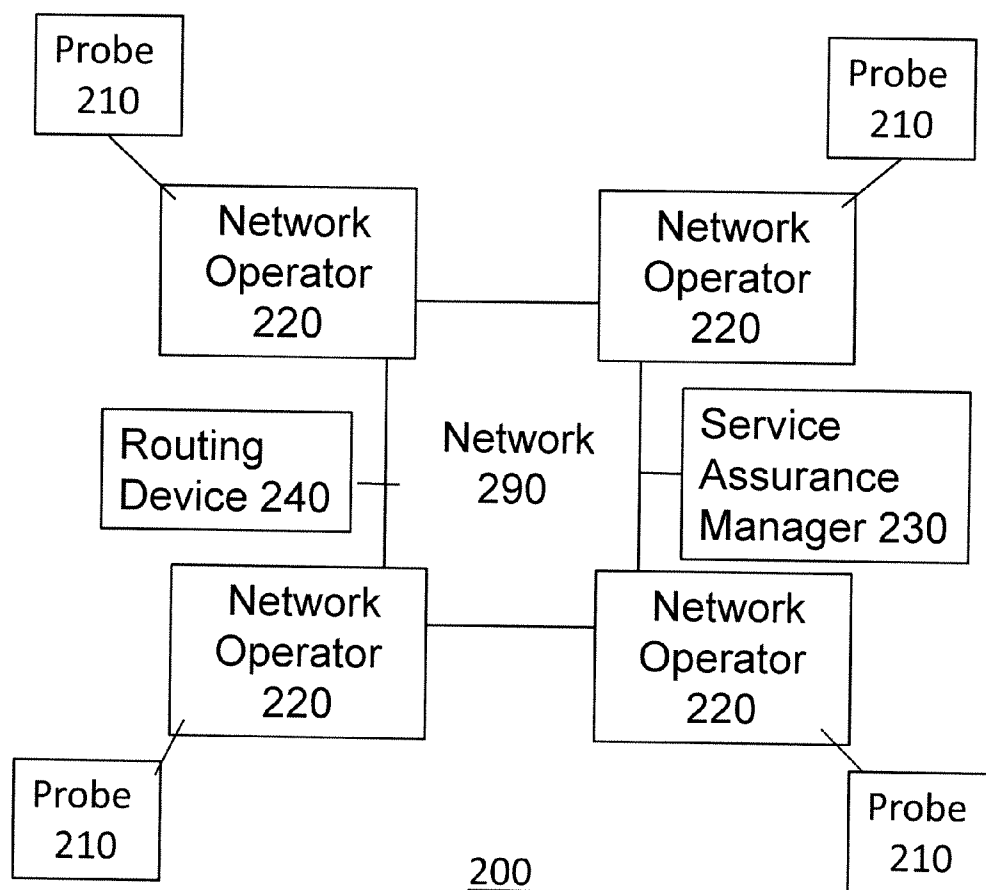 Probe
210
Probe
210
Network
Operator
220
Network
Operator
220
Routing
Device 240
Network
290
Service
Assurance
Manager 230
Network
Operator
220
Network
Operator
220
Probe
210
Probe
210
200